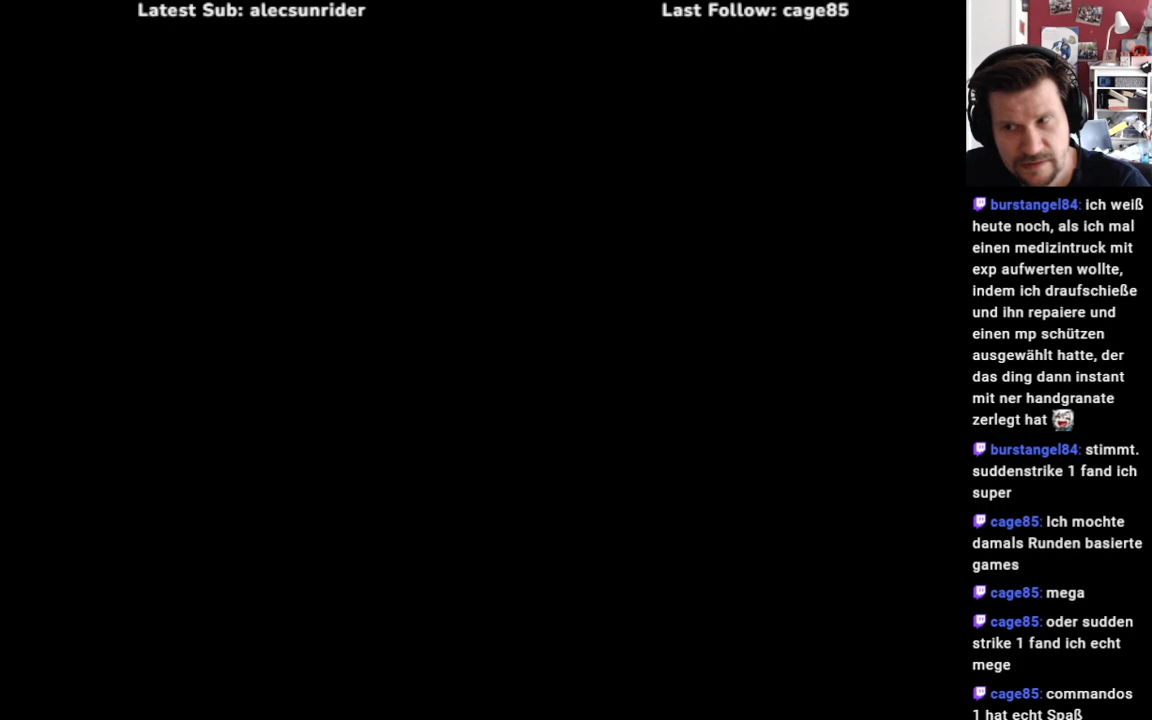 Latest Sub: alecsunrider
Last Follow: cage85
burstangel84: ich weiß
heute noch, als ich mal
einen medizintruck mit
exp aufwerten wollte,
indem ich draufschieße
und ihn repaiere und
einen mp schützen
ausgewählt hatte, der
das ding dann instant
mit ner handgranate
zerlegt hat
burstangel84: stimmt.
suddenstrike 1 fand ich
super
cage85: Ich mochte
damals Runden basierte
games
cage85: mega
cage85: oder sudden
strike 1 fand ich echt
mege
cage85: commandos
1 hat echt Spaß